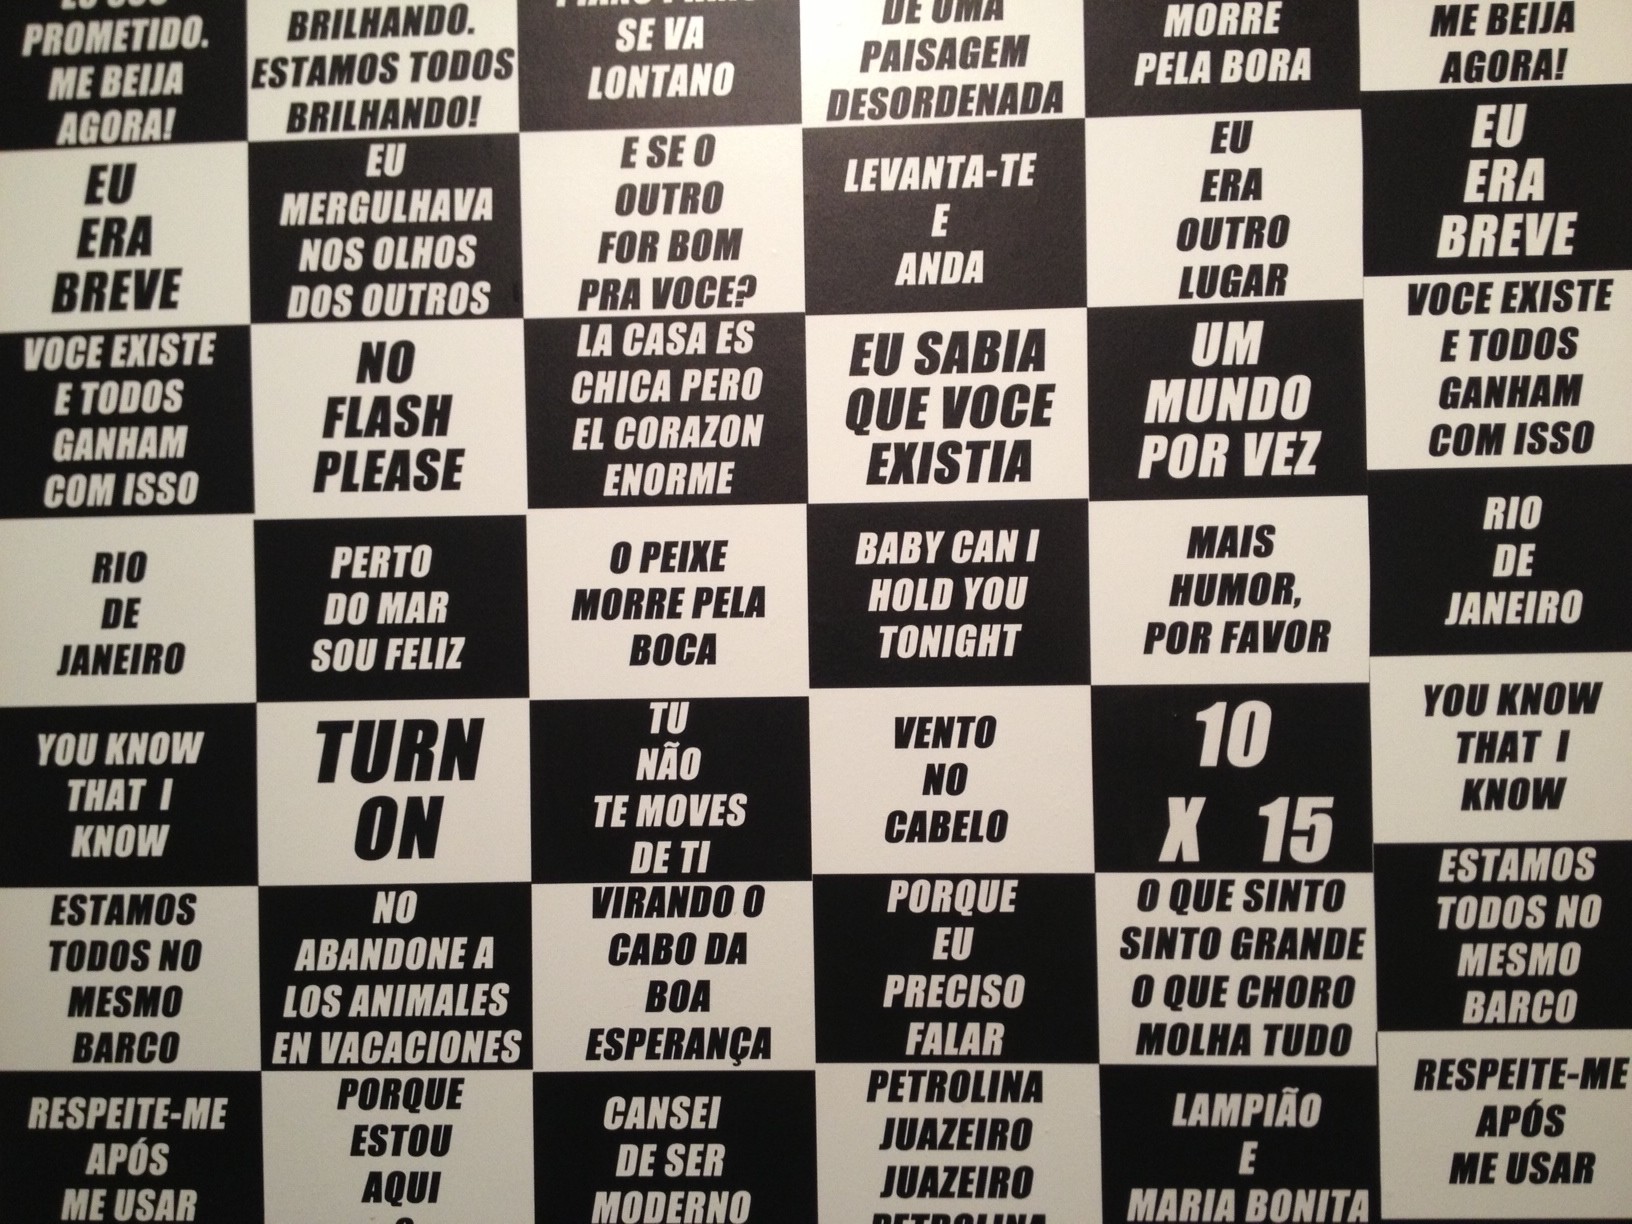 PROMETIDO.
ME BEIJA
AGORA!
BRILHANDO.
ESTAMOS TODOS
BRILHANDO!
SE VA
LONTANO
DE UMA
PAISAGEM
DESORDENADA
MORRE
PELA BORA
ME BEIJA
AGORA!
EU
ERA
BREVE
EU
MERGULHAVA
NOS OLHOS
DOS OUTROS
E SE O
OUTRO
FOR BOM
PRA VOCE?
LEVANTA-TE
E
ANDA
EU
ERA
OUTRO
LUGAR
EU
ERA
BREVE
VOCE EXISTE
E TODOS
GANHAM
COM ISSO
NO
FLASH
PLEASE
LA CASA ES
CHICA PERO
EL CORAZON
ENORME
EU SABIA
QUE VOCE
EXISTIA
UM
MUNDO
POR VEZ
VOCE EXISTE
E TODOS
GANHAM
COM ISSO
RIO
DE
JANEIRO
PERTO
DO MAR
SOU FELIZ
O PEIXE
MORRE PELA
BOCA
BABY CAN I
HOLD YOU
TONIGHT
MAIS
HUMOR,
POR FAVOR
RIO
DE
JANEIRO
YOU KNOW
THAT I
KNOW
TURN
ON
TU
NÃO
TE MOVES
DE TI
VENTO
NO
CABELO
10
X 15
YOU KNOW
THAT I
KNOW
ESTAMOS
TODOS NO
MESMO
BARCO
NO
ABANDONE A
LOS ANIMALES
EN VACACIONES
VIRANDO O
CABO DA
BOA
ESPERANÇA
PORQUE
EU
PRECISO
FALAR
O QUE SINTO
SINTO GRANDE
O QUE CHORO
MOLHA TUDO
ESTAMOS
TODOS NO
MESMO
BARCO
RESPEITE-ME
APÓS
ME USAR
PORQUE
ESTOU
AQUI
CANSEI
DE SER
MODERNO
PETROLINA
JUAZEIRO
JUAZEIRO
PETROLINA
LAMPIÃO
E
MARIA BONITA
RESPEITE-ME
APÓS
ME USAR